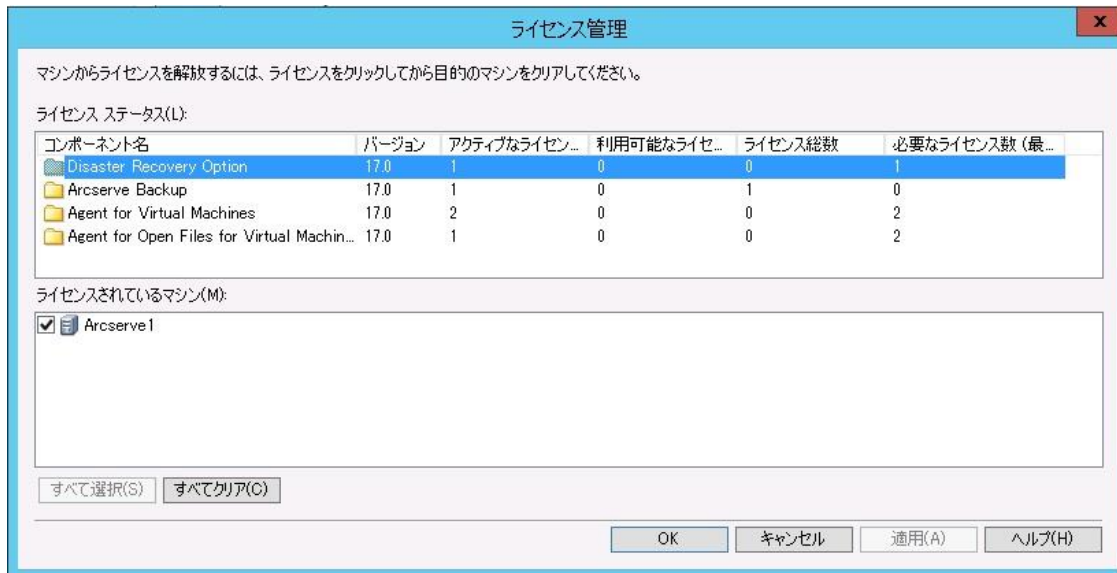 ライセンス管理
x
マシンからライセンスを解放するには、ライセンスをクリックしてから目的のマシンをクリアしてください。
ライセンス ステータス(L):
コンポーネント名 バージョン アクティブなライセン... 利用可能なライセ... ライセンス総数 必要なライセンス数 (最...
Disaster Recovery Option 17.0 1 0 0 1
Arcserve Backup 17.0 1 0 1 0
Agent for Virtual Machines 17.0 2 0 0 2
Agent for Open Files for Virtual Machin... 17.0 1 0 0 2
ライセンスされているマシン(M):
Arcserve1
すべて選択(S) すべてクリア(C)
OK キャンセル 適用(A) ヘルプ(H)